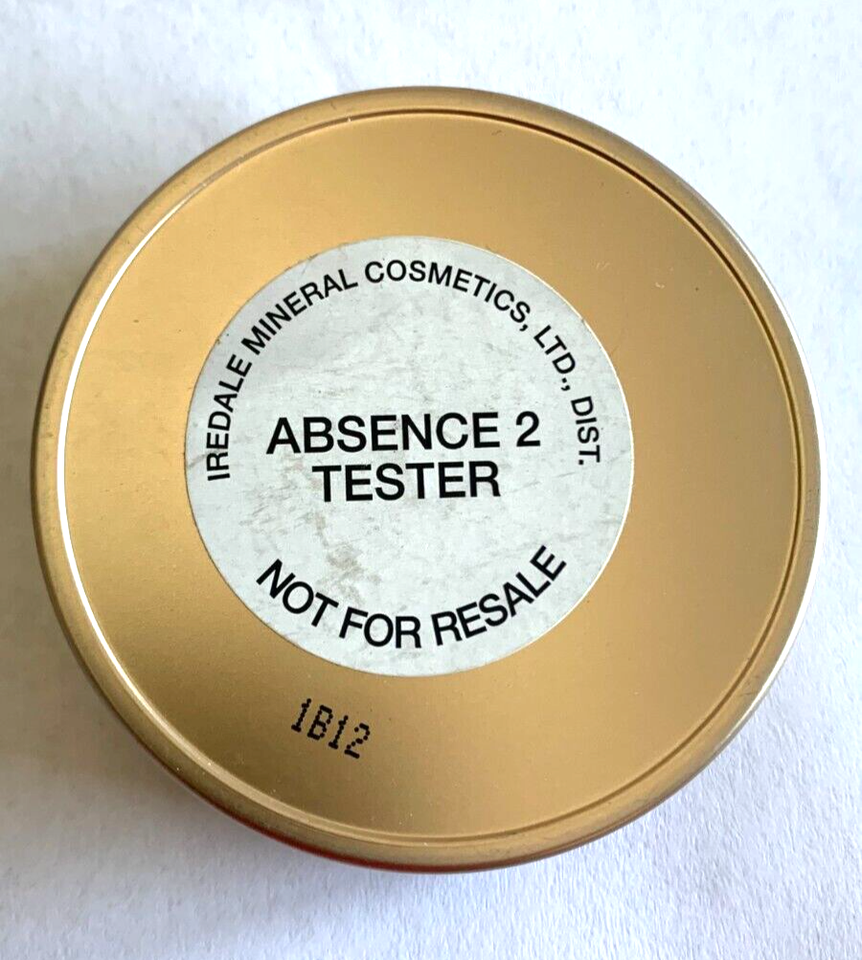 IREDALE MINERAL COSMETICS, LTD., DIST.
ABSENCE 2
TESTER
NOT FOR RESALE
1B12